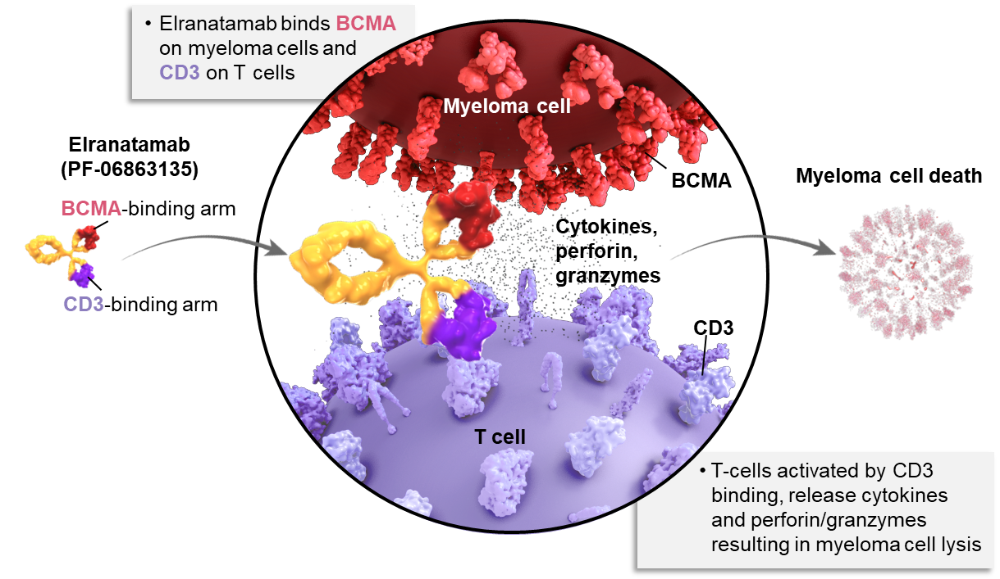 • Elranatamab binds BCMA
on myeloma cells and
CD3 on T cells
Elranatamab
(PF-06863135)
BCMA-binding arm
CD3-binding arm
Myeloma cell
BCMA
Cytokines,
perforin,
granzymes
CD3
T cell
Myeloma cell death
• T-cells activated by CD3
binding, release cytokines
and perforin/granzymes
resulting in myeloma cell lysis